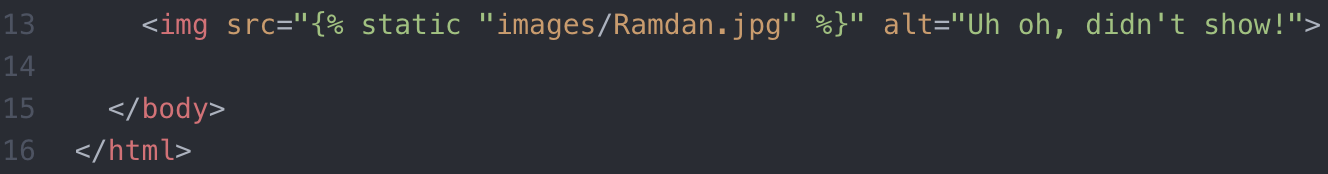 13 <img src="{% static "images/Ramdan.jpg" %}" alt="Uh oh, didn't show!">
14
15 </body>
16 </html>